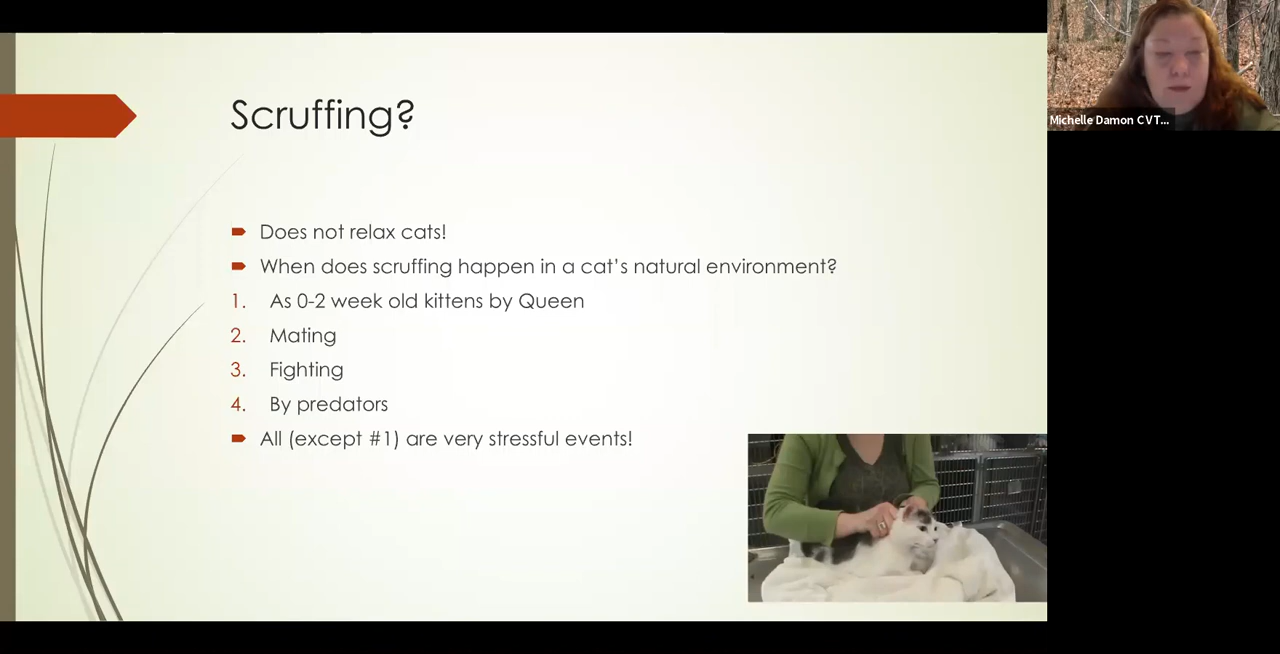 Scruffing?
Does not relax cats!
When does scruffing happen in a cat's natural environment?
1. As 0-2 week old kittens by Queen
2. Mating
3. Fighting
4. By predators
All (except #1) are very stressful events!
Michelle Damon CVT...